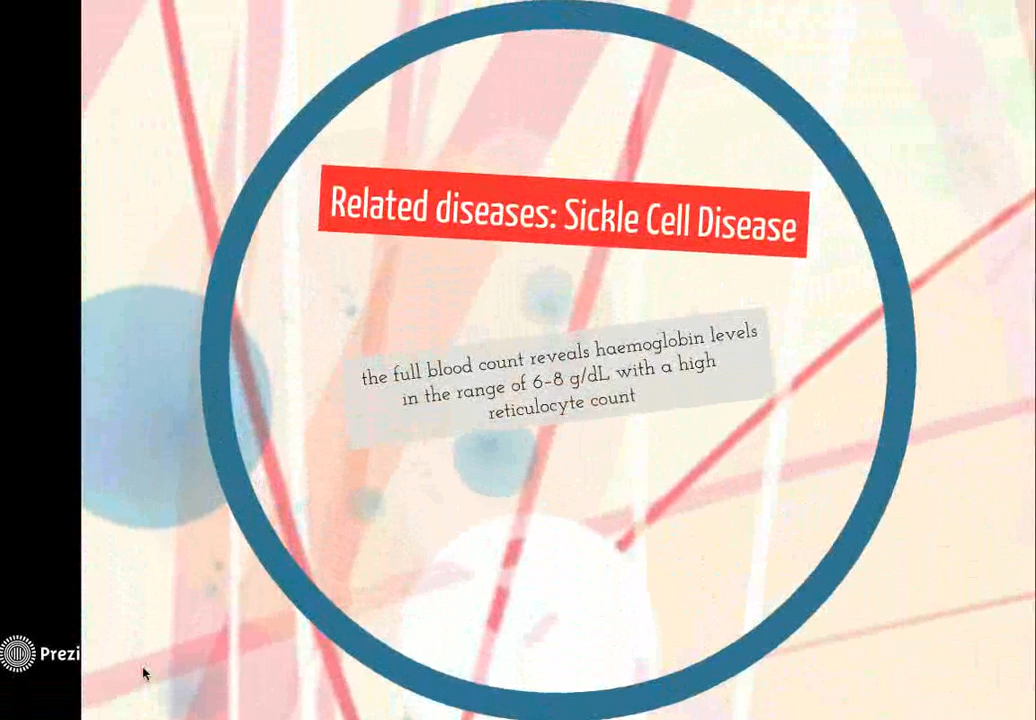 Related diseases: Sickle Cell Disease
the full blood count reveals haemoglobin levels
in the range of 6-8 g/dL with a high
reticulocyte count
Prezi